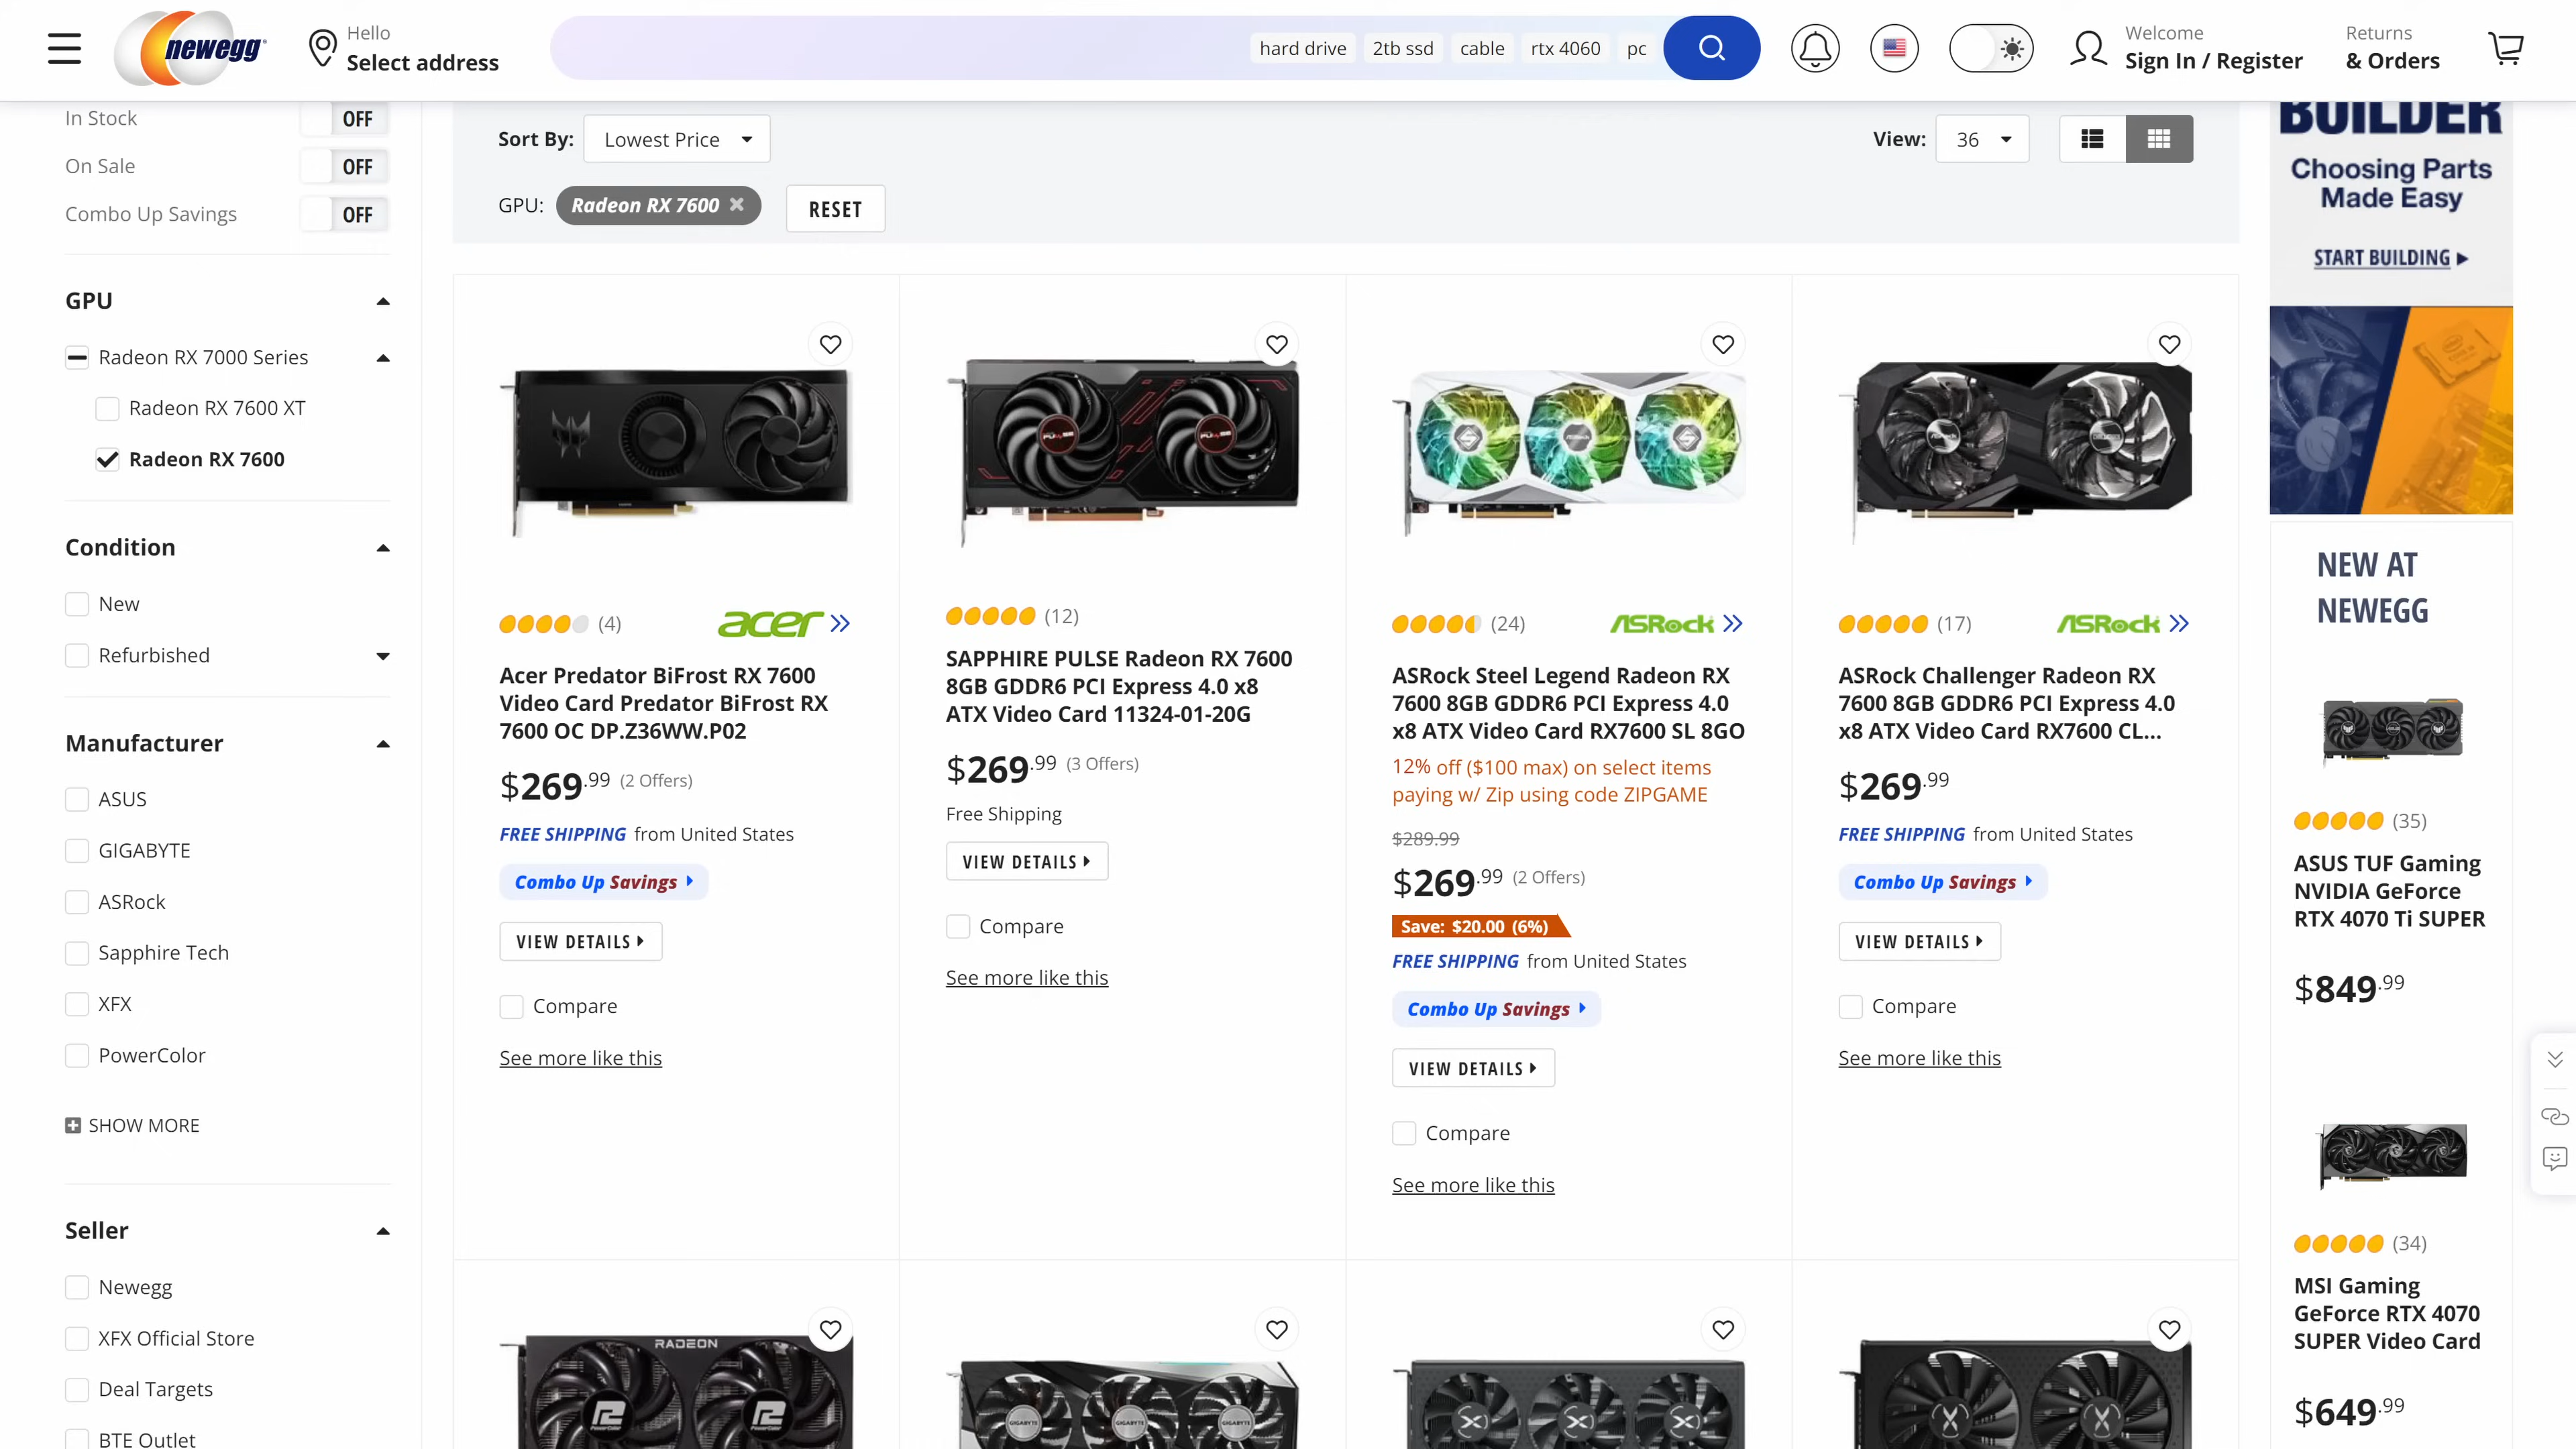 newegg
Hello
Select address
hard drive
2tb ssd
cable
rtx 4060
pc
Welcome
Sign In / Register
Returns
& Orders
In Stock
OFF
On Sale
OFF
Combo Up Savings
OFF
GPU
Radeon RX 7000 Series
Radeon RX 7600 XT
Radeon RX 7600
Condition
New
Refurbished
Manufacturer
ASUS
GIGABYTE
ASRock
Sapphire Tech
XFX
PowerColor
SHOW MORE
Seller
Newegg
XFX Official Store
Deal Targets
BTE Outlet
Sort By:
Lowest Price
View:
36
GPU:
Radeon RX 7600
RESET
(4)
acer
Acer Predator BiFrost RX 7600
Video Card Predator BiFrost RX
7600 OC DP.Z36WW.P02
$269.99 (2 Offers)
FREE SHIPPING from United States
Combo Up Savings
VIEW DETAILS
Compare
See more like this
(12)
SAPPHIRE PULSE Radeon RX 7600
8GB GDDR6 PCI Express 4.0 x8
ATX Video Card 11324-01-20G
$269.99 (3 Offers)
Free Shipping
VIEW DETAILS
Compare
See more like this
(24)
ASRock
ASRock Steel Legend Radeon RX
7600 8GB GDDR6 PCI Express 4.0
x8 ATX Video Card RX7600 SL 8GO
12% off ($100 max) on select items
paying w/ Zip using code ZIPGAME
$289.99
$269.99 (2 Offers)
Save: $20.00 (6%)
FREE SHIPPING from United States
Combo Up Savings
VIEW DETAILS
Compare
See more like this
(17)
ASRock
ASRock Challenger Radeon RX
7600 8GB GDDR6 PCI Express 4.0
x8 ATX Video Card RX7600 CL...
$269.99
FREE SHIPPING from United States
Combo Up Savings
VIEW DETAILS
Compare
See more like this
RADEON
GIGABYTE
GIGABYTE
GIGABYTE
BUILDER
Choosing Parts
Made Easy
START BUILDING
NEW AT
NEWEGG
(35)
ASUS TUF Gaming
NVIDIA GeForce
RTX 4070 Ti SUPER
$849.99
(34)
MSI Gaming
GeForce RTX 4070
SUPER Video Card
$649.99